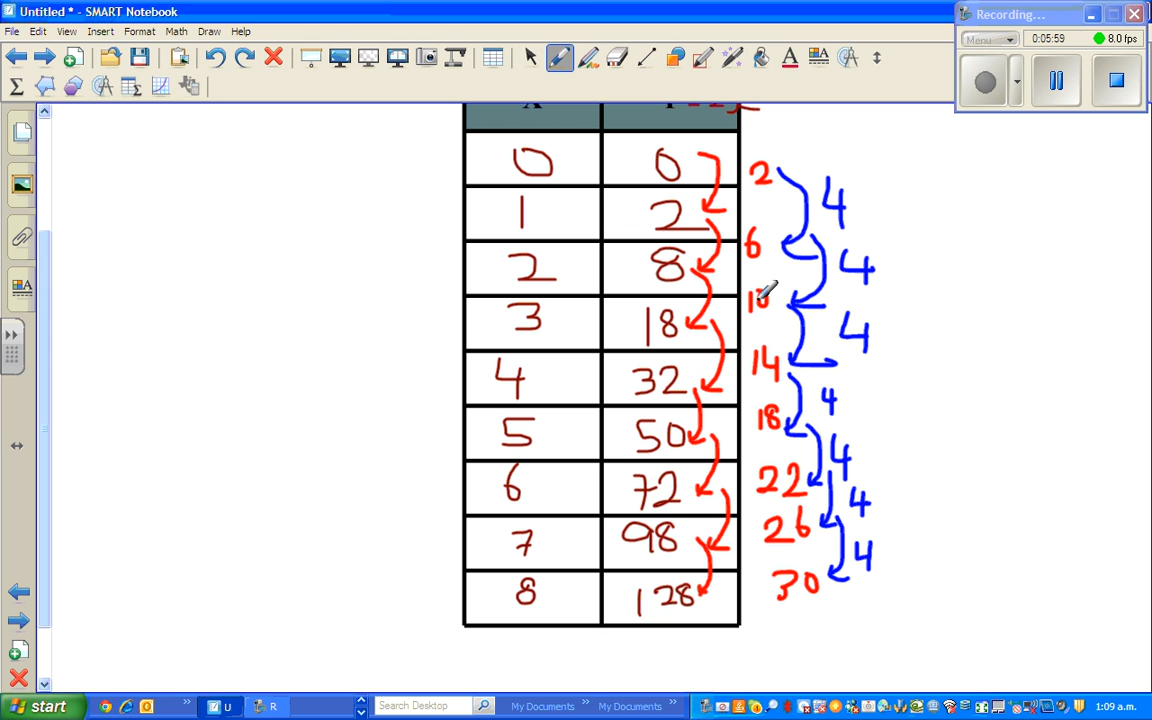 Untitled * - SMART Notebook
Recording...
File Edit View Insert Format Tools Math Draw Help
Menu
0:05:59
8.0 fps
X
0 0
2
4
1 2
6
2 8
4
10
3 18
4
14
4 32
4
18
5 50
4
22
6 72
4
26
7 98
4
30
8 128
start
U
R
Search Desktop
My Documents
My Documents
1:09 a.m.